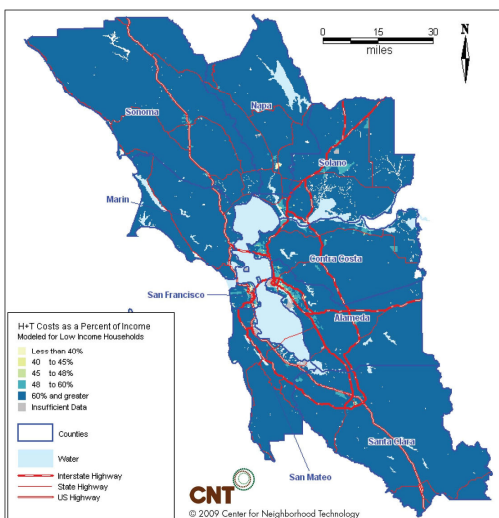 0 15 30
miles
N
Sonoma
Napa
Solano
Marin
Contra Costa
San Francisco
Alameda
Santa Clara
San Mateo
H+T Costs as a Percent of Income
Modeled for Low Income Households
Less than 40%
40 to 45%
45 to 48%
48 to 60%
60% and greater
Insufficient Data
Counties
Water
Interstate Highway
State Highway
US Highway
CNT
© 2009 Center for Neighborhood Technology